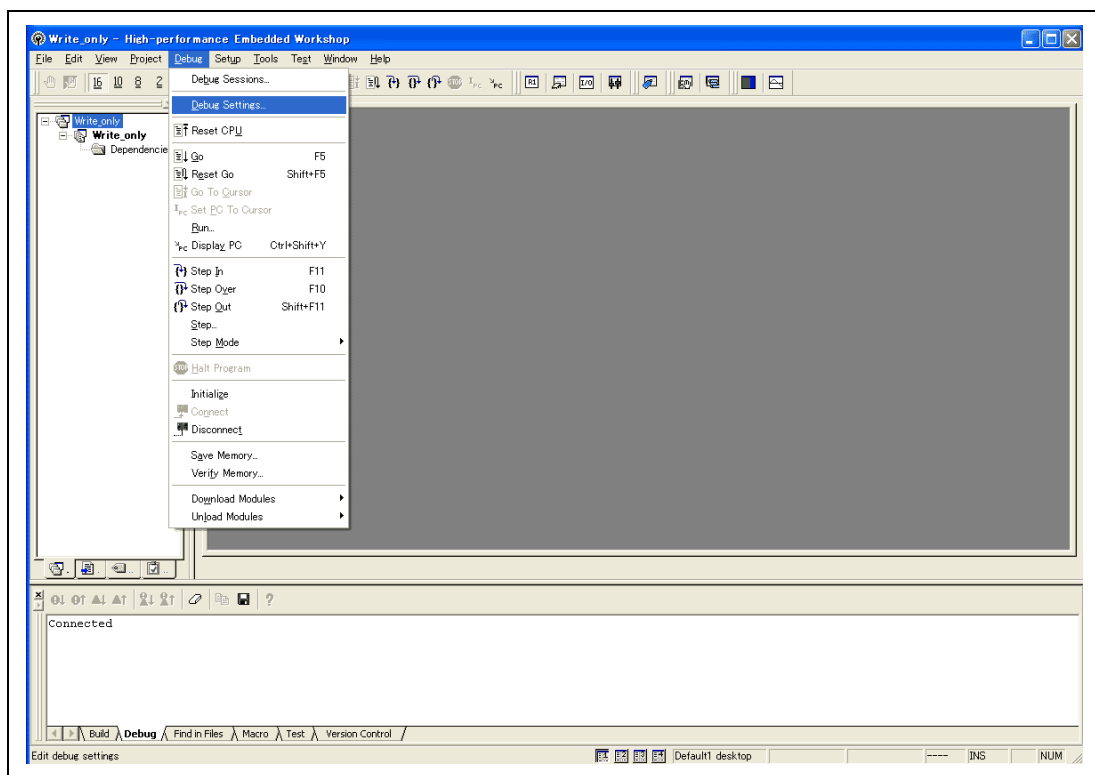 Write_only - High-performance Embedded Workshop
File Edit View Project Debug Setup Tools Test Window Help
16 10 8 2
Debug Sessions...
Debug Settings...
Reset CPU
Go F5
Reset Go Shift+F5
Go To Cursor
Set PC To Cursor
Run...
Display PC Ctrl+Shift+Y
Step In F11
Step Over F10
Step Out Shift+F11
Step...
Step Mode
Halt Program
Initialize
Connect
Disconnect
Save Memory...
Verify Memory...
Download Modules
Unload Modules
Write_only
Write_only
Dependencie
Connected
Build Debug Find in Files Macro Test Version Control
Edit debug settings Default1 desktop ---- INS NUM